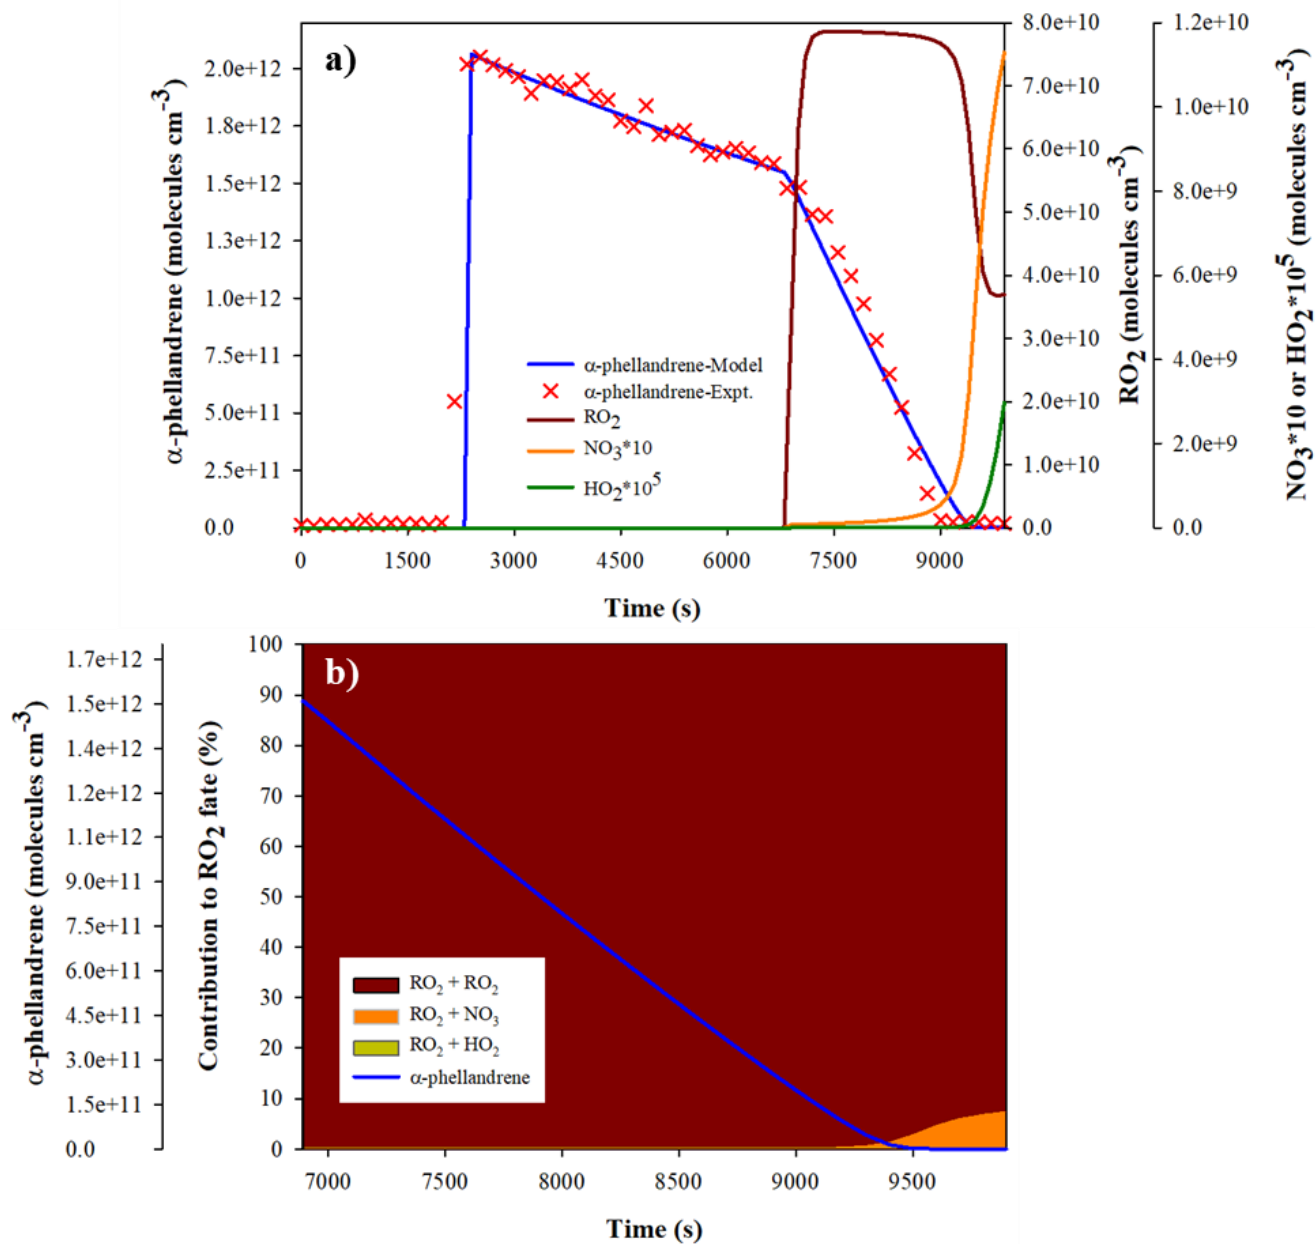 a)
α-phellandrene (molecules cm⁻³)
2.0e+12
1.8e+12
1.5e+12
1.3e+12
1.0e+12
7.5e+11
5.0e+11
2.5e+11
0.0
α-phellandrene-Model
α-phellandrene-Expt.
RO₂
NO₃*10
HO₂*10⁵
8.0e+10
7.0e+10
6.0e+10
5.0e+10
4.0e+10
3.0e+10
2.0e+10
1.0e+10
0.0
RO₂ (molecules cm⁻³)
1.2e+10
1.0e+10
8.0e+9
6.0e+9
4.0e+9
2.0e+9
0.0
NO₃*10 or HO₂*10⁵ (molecules cm⁻³)
0 1500 3000 4500 6000 7500 9000
Time (s)
b)
α-phellandrene (molecules cm⁻³)
1.7e+12
1.5e+12
1.4e+12
1.2e+12
1.1e+12
9.0e+11
7.5e+11
6.0e+11
4.5e+11
3.0e+11
1.5e+11
0.0
Contribution to RO₂ fate (%)
100
90
80
70
60
50
40
30
20
10
0
RO₂ + RO₂
RO₂ + NO₃
RO₂ + HO₂
α-phellandrene
7000 7500 8000 8500 9000 9500
Time (s)